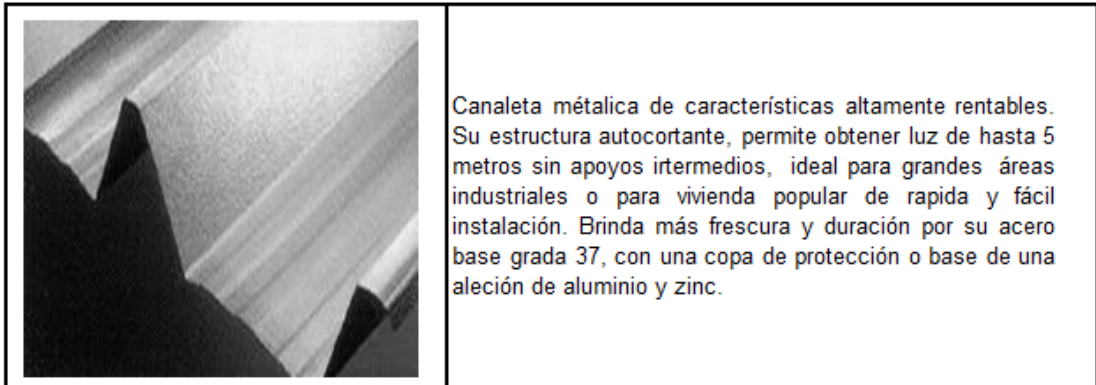 Canaleta métalica de características altamente rentables.
Su estructura autocortante, permite obtener luz de hasta 5
metros sin apoyos irtermedios, ideal para grandes áreas
industriales o para vivienda popular de rapida y fácil
instalación. Brinda más frescura y duración por su acero
base grada 37, con una copa de protección o base de una
aleción de aluminio y zinc.